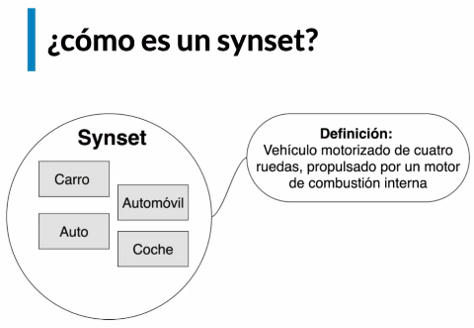 ¿cómo es un synset?
Synset
Carro
Automóvil
Auto
Coche
Definición:
Vehículo motorizado de cuatro
ruedas, propulsado por un motor
de combustión interna